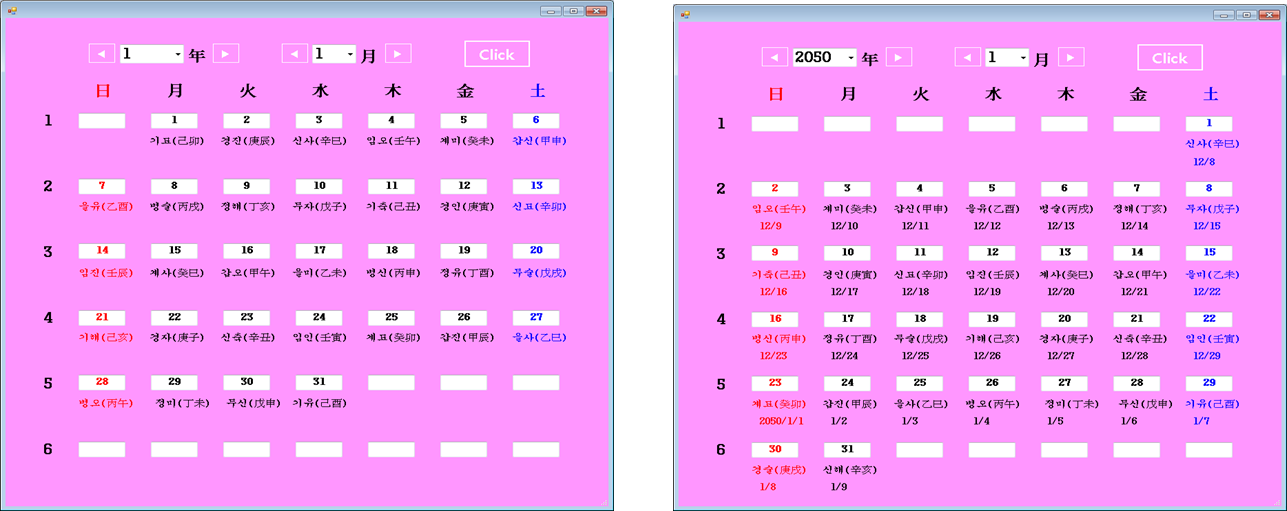 1 年 1 月 Click
日 月 火 水 木 金 土
1 1 2 3 4 5 6
기묘(己卯) 경진(庚辰) 신사(辛巳) 임오(壬午) 계미(癸未) 갑신(甲申)
2 7 8 9 10 11 12 13
을유(乙酉) 병술(丙戌) 정해(丁亥) 무자(戊子) 기축(己丑) 경인(庚寅) 신묘(辛卯)
3 14 15 16 17 18 19 20
임진(壬辰) 계사(癸巳) 갑오(甲午) 을미(乙未) 병신(丙申) 정유(丁酉) 무술(戊戌)
4 21 22 23 24 25 26 27
기해(己亥) 경자(庚子) 신축(辛丑) 임인(壬寅) 계묘(癸卯) 갑진(甲辰) 을사(乙巳)
5 28 29 30 31
병오(丙午) 정미(丁未) 무신(戊申) 기유(己酉)
6
2050 年 1 月 Click
日 月 火 水 木 金 土
1 1
신사(辛巳)
12/8
2 2 3 4 5 6 7 8
임오(壬午) 계미(癸未) 갑신(甲申) 을유(乙酉) 병술(丙戌) 정해(丁亥) 무자(戊子)
12/9 12/10 12/11 12/12 12/13 12/14 12/15
3 9 10 11 12 13 14 15
기축(己丑) 경인(庚寅) 신묘(辛卯) 임진(壬辰) 계사(癸巳) 갑오(甲午) 을미(乙未)
12/16 12/17 12/18 12/19 12/20 12/21 12/22
4 16 17 18 19 20 21 22
병신(丙申) 정유(丁酉) 무술(戊戌) 기해(己亥) 경자(庚子) 신축(辛丑) 임인(壬寅)
12/23 12/24 12/25 12/26 12/27 12/28 12/29
5 23 24 25 26 27 28 29
계묘(癸卯) 갑진(甲辰) 을사(乙巳) 병오(丙午) 정미(丁未) 무신(戊申) 기유(己酉)
2050/1/1 1/2 1/3 1/4 1/5 1/6 1/7
6 30 31
경술(庚戌) 신해(辛亥)
1/8 1/9